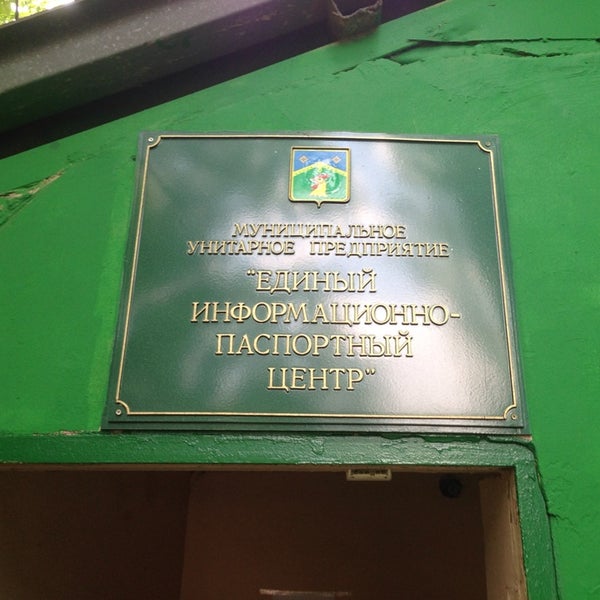 МУНИЦИПАЛЬНОЕ
УНИТАРНОЕ ПРЕДПРИЯТИЕ
"ЕДИНЫЙ
ИНФОРМАЦИОННО-
ПАСПОРТНЫЙ
ЦЕНТР"